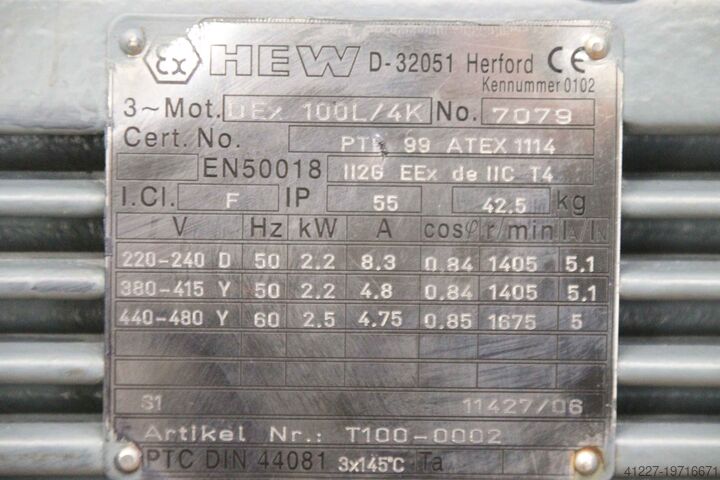 Ex HEW D-32051 Herford CE
Kennummer 0102
3~Mot. DEx 100L/4K No. 7079
Cert. No. PTB 99 ATEX 1114
EN50018 II2G EEx de IIC T4
I.Cl. F IP 55 42.5 kg
V Hz kW A cosφ r/min IA/IN
220-240 D 50 2.2 8.3 0.84 1405 5.1
380-415 Y 50 2.2 4.8 0.84 1405 5.1
440-480 Y 60 2.5 4.75 0.85 1675 5
S1 11427/06
Artikel Nr.: T100-0002
PTC DIN 44081 3x145°C Ta
41227-19716671